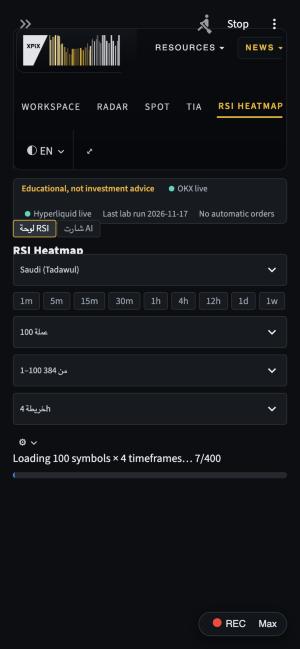 Stop
XPIX
RESOURCES
NEWS
WORKSPACE RADAR SPOT TIA RSI HEATMAP
EN
Educational, not investment advice OKX live
Hyperliquid live Last lab run 2026-11-17 No automatic orders
لوحة RSI شارت AI
RSI Heatmap
Saudi (Tadawul)
1m 5m 15m 30m 1h 4h 12h 1d 1w
100 عملة
1–100 من 384
خريطة 4h
Loading 100 symbols × 4 timeframes… 7/400
REC Max